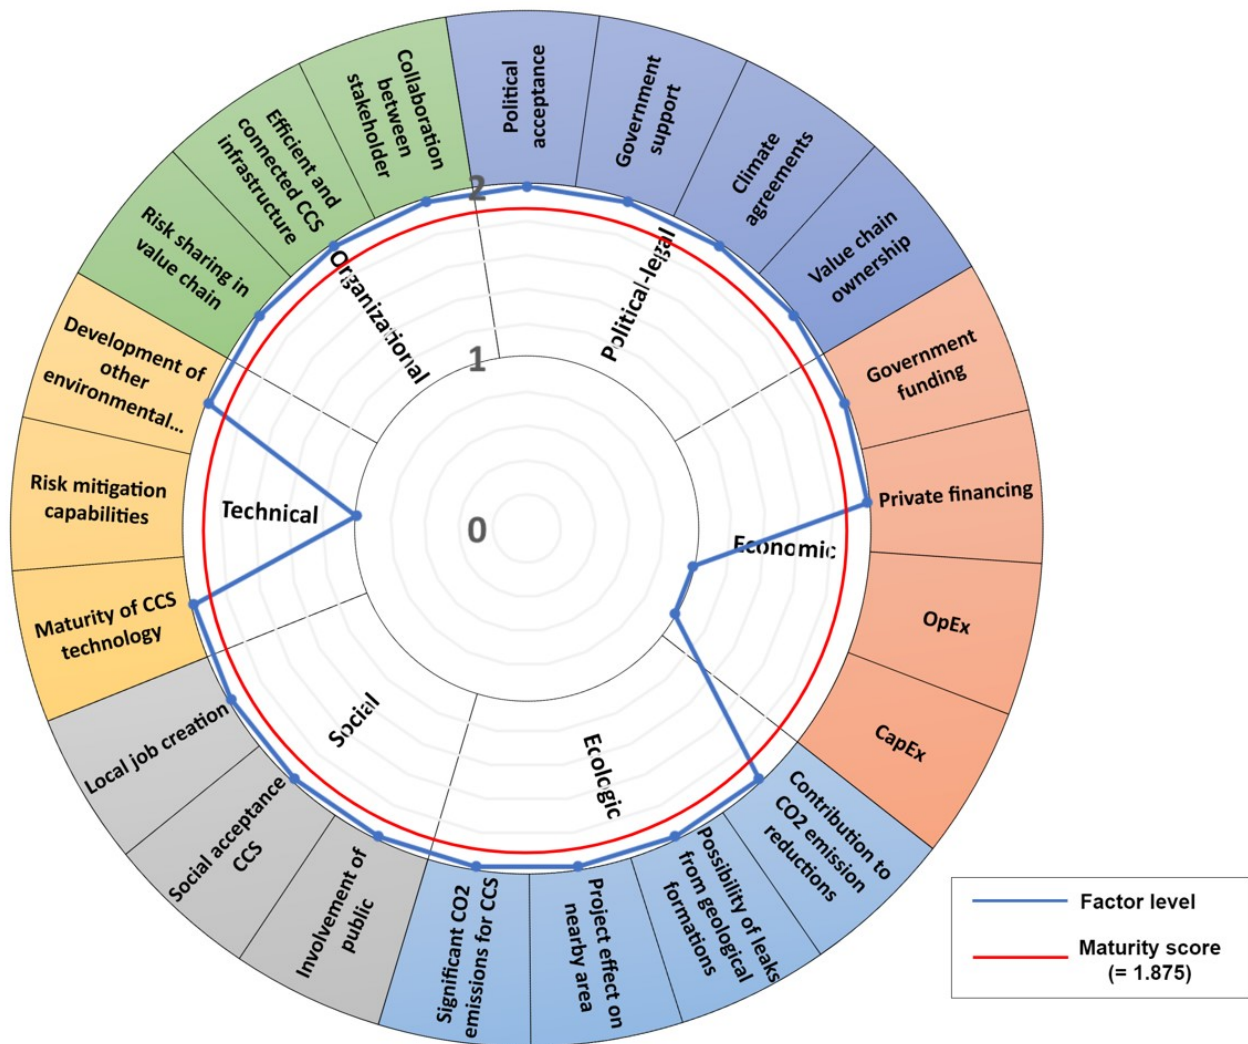 Political
acceptance
Government
support
Climate
agreements
Value chain
ownership
Government
funding
Private financing
OpEx
CapEx
Contribution to
CO2 emission
reductions
Possibility of leaks
from geological
formations
Project effect on
nearby area
Significant CO2
emissions for CCS
Involvement of
public
Social acceptance
CCS
Local job creation
Maturity of CCS
technology
Risk mitigation
capabilities
Development of
other
environmental...
Risk sharing in
value chain
Efficient and
connected CCS
infrastructure
Collaboration
between
stakeholder
Organizational
Political-legal
Technical
Economic
Social
Ecologic
2
1
0
Factor level
Maturity score
(= 1.875)